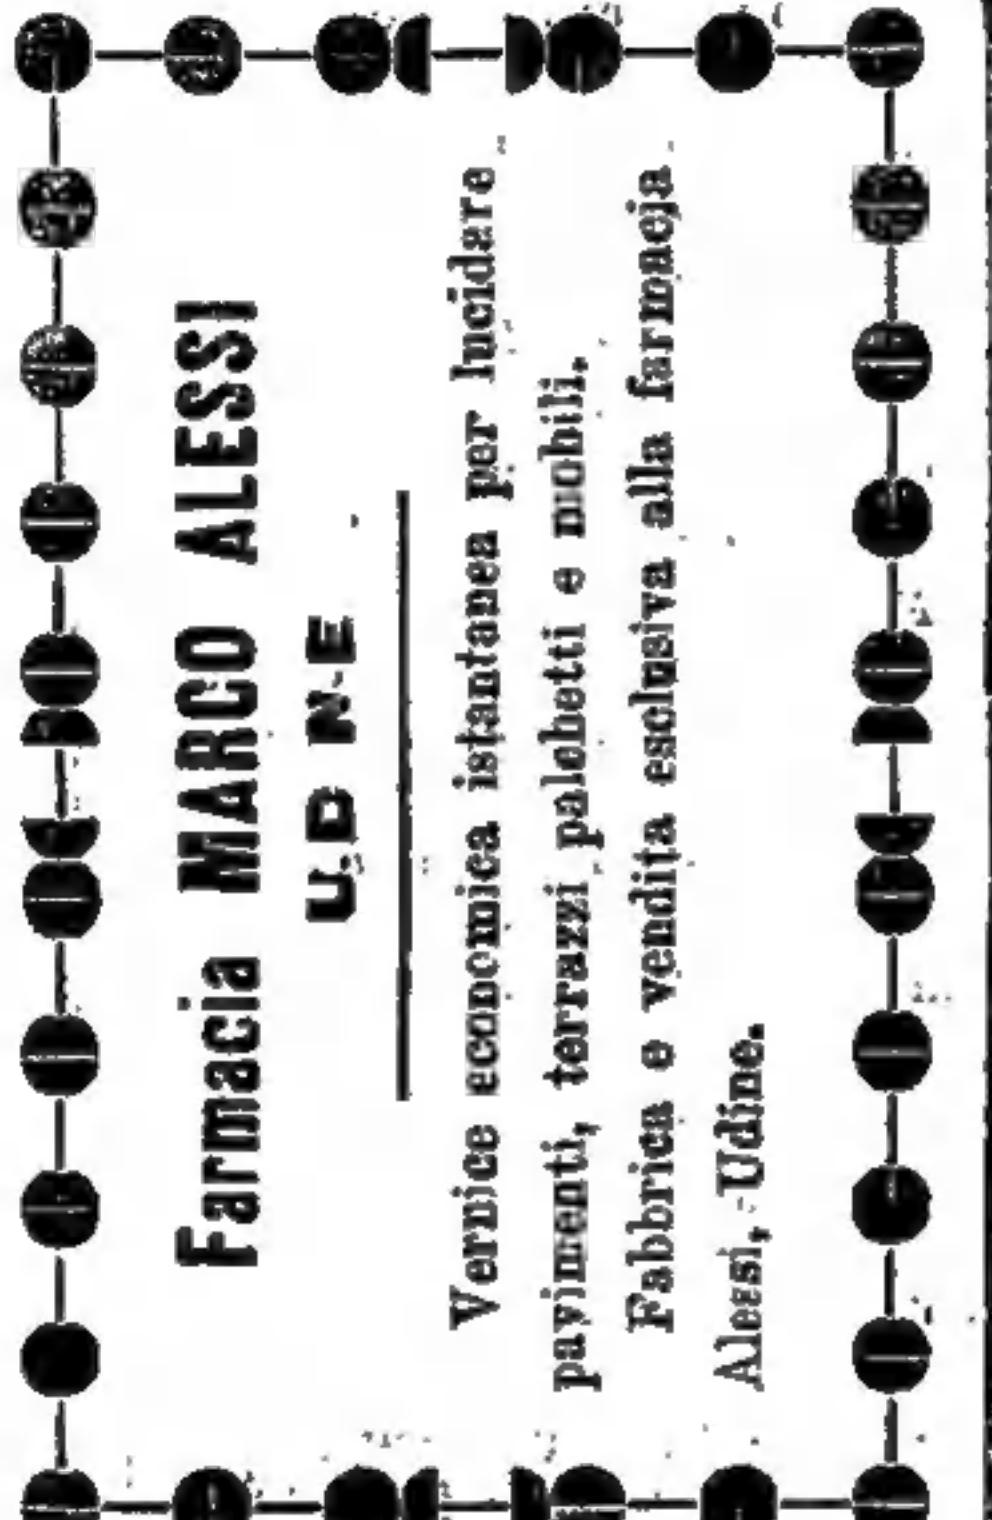 Farmacia MARCO ALESSI
UDNE
Vernice economica istantanea per lucidare
pavimenti, terrazzi palchetti e mobili.
Fabbrica e vendita esclusiva alla farmacia
Alessi, Udine.